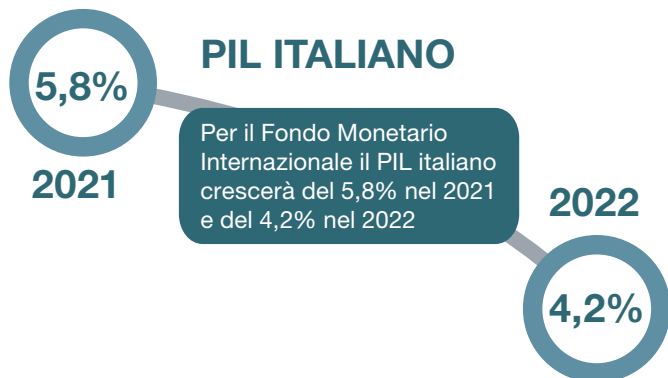 PIL ITALIANO
5,8%
2021
Per il Fondo Monetario
Internazionale il PIL italiano
crescerà del 5,8% nel 2021
e del 4,2% nel 2022
2022
4,2%